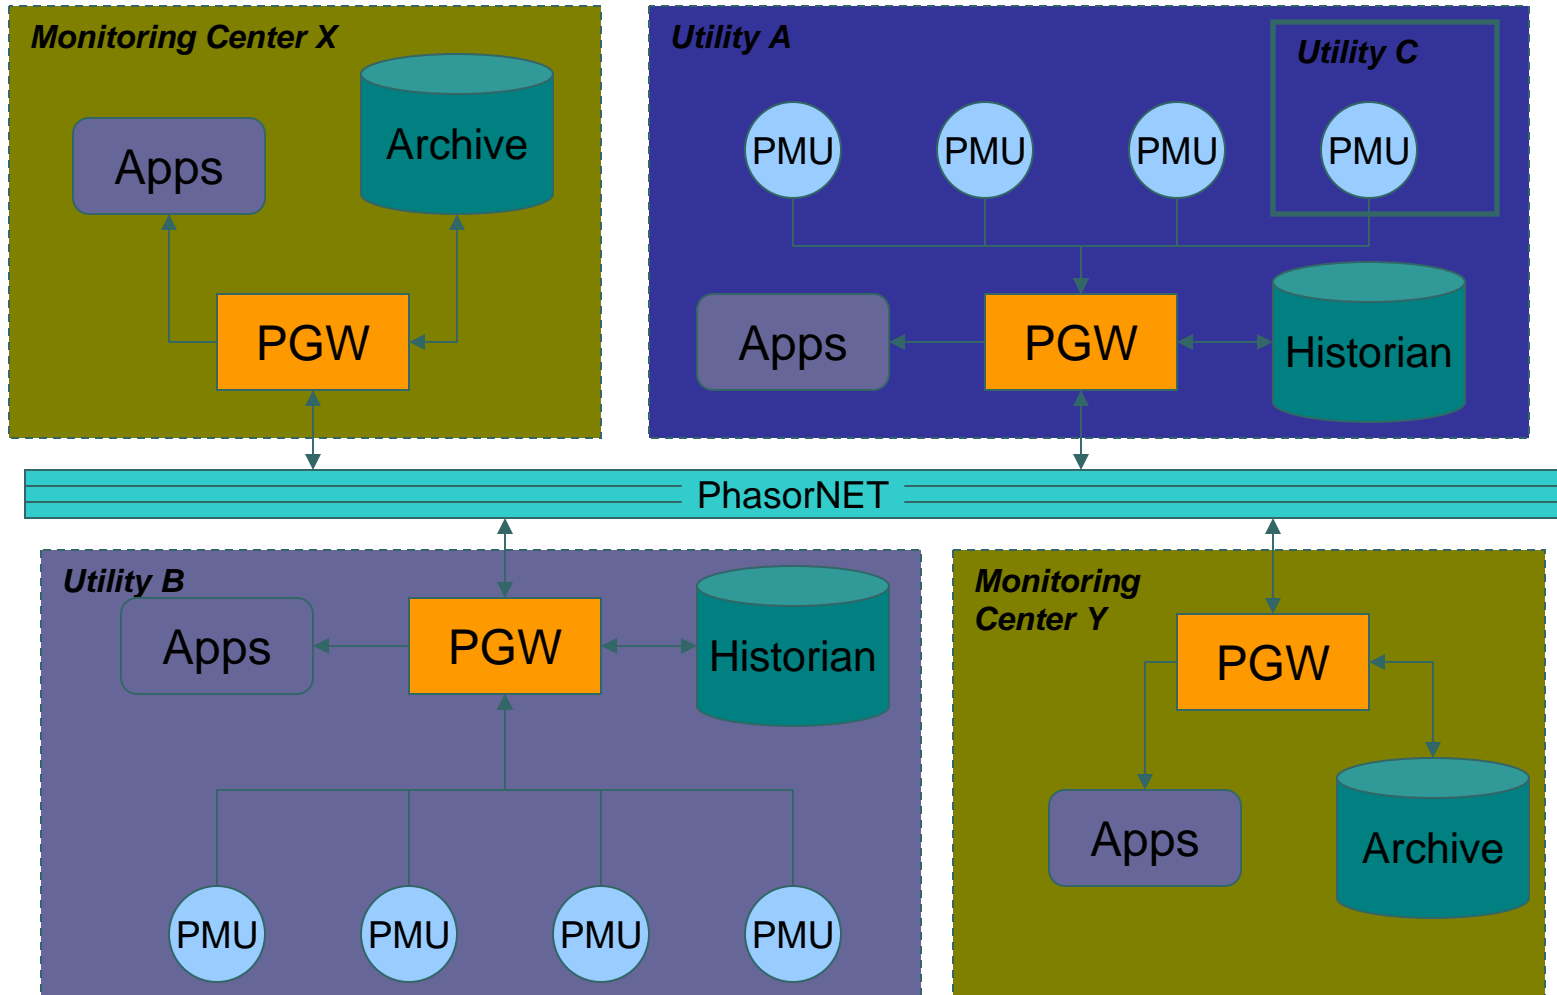 Monitoring Center X
Archive
Apps
PGW
Utility A
Utility C
PMU
PMU
PMU
PMU
Apps
PGW
Historian
PhasorNET
Utility B
Apps
PGW
Historian
PMU
PMU
PMU
PMU
Monitoring
Center Y
PGW
Apps
Archive